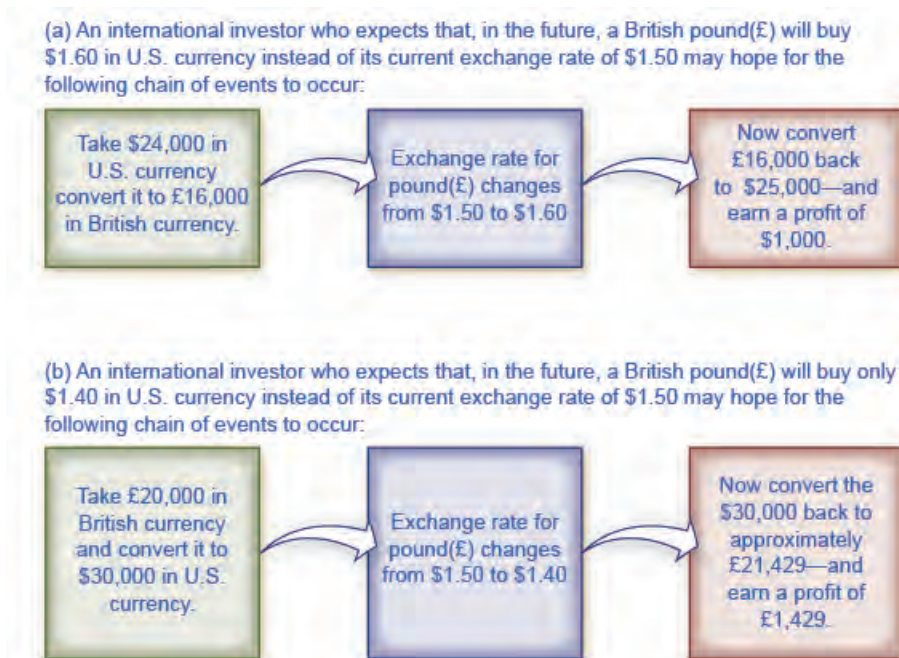 (a) An international investor who expects that, in the future, a British pound(£) will buy
$1.60 in U.S. currency instead of its current exchange rate of $1.50 may hope for the
following chain of events to occur:
Take $24,000 in
U.S. currency
convert it to £16,000
in British currency.
Exchange rate for
pound(£) changes
from $1.50 to $1.60
Now convert
£16,000 back
to $25,000—and
earn a profit of
$1,000.
(b) An international investor who expects that, in the future, a British pound(£) will buy only
$1.40 in U.S. currency instead of its current exchange rate of $1.50 may hope for the
following chain of events to occur:
Take £20,000 in
British currency
and convert it to
$30,000 in U.S.
currency.
Exchange rate for
pound(£) changes
from $1.50 to $1.40
Now convert the
$30,000 back to
approximately
£21,429—and
earn a profit of
£1,429.